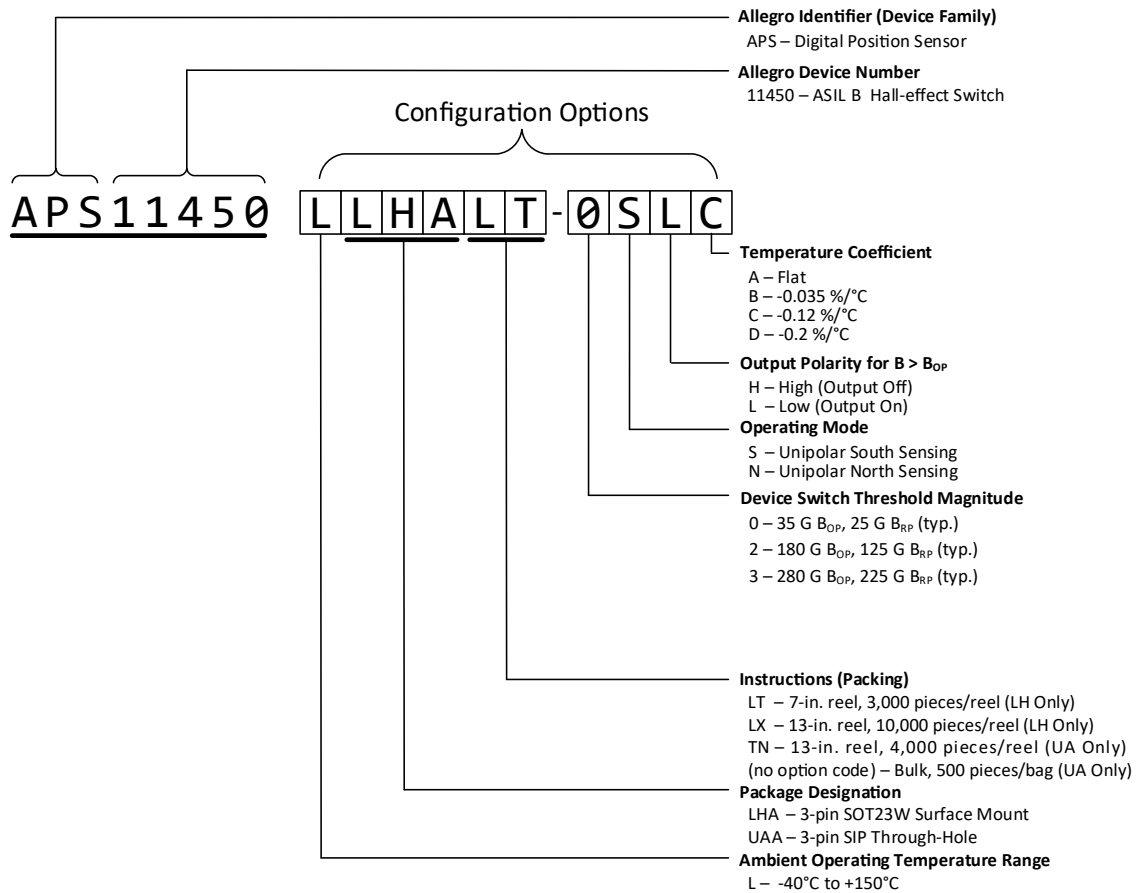 Allegro Identifier (Device Family)
APS – Digital Position Sensor
Allegro Device Number
11450 – ASIL B Hall-effect Switch
Configuration Options
APS11450 LLHALT-0SLC
Temperature Coefficient
A – Flat
B – -0.035 %/°C
C – -0.12 %/°C
D – -0.2 %/°C
Output Polarity for B > BOP
H – High (Output Off)
L – Low (Output On)
Operating Mode
S – Unipolar South Sensing
N – Unipolar North Sensing
Device Switch Threshold Magnitude
0 – 35 G BOP, 25 G BRP (typ.)
2 – 180 G BOP, 125 G BRP (typ.)
3 – 280 G BOP, 225 G BRP (typ.)
Instructions (Packing)
LT – 7-in. reel, 3,000 pieces/reel (LH Only)
LX – 13-in. reel, 10,000 pieces/reel (LH Only)
TN – 13-in. reel, 4,000 pieces/reel (UA Only)
(no option code) – Bulk, 500 pieces/bag (UA Only)
Package Designation
LHA – 3-pin SOT23W Surface Mount
UAA – 3-pin SIP Through-Hole
Ambient Operating Temperature Range
L – -40°C to +150°C